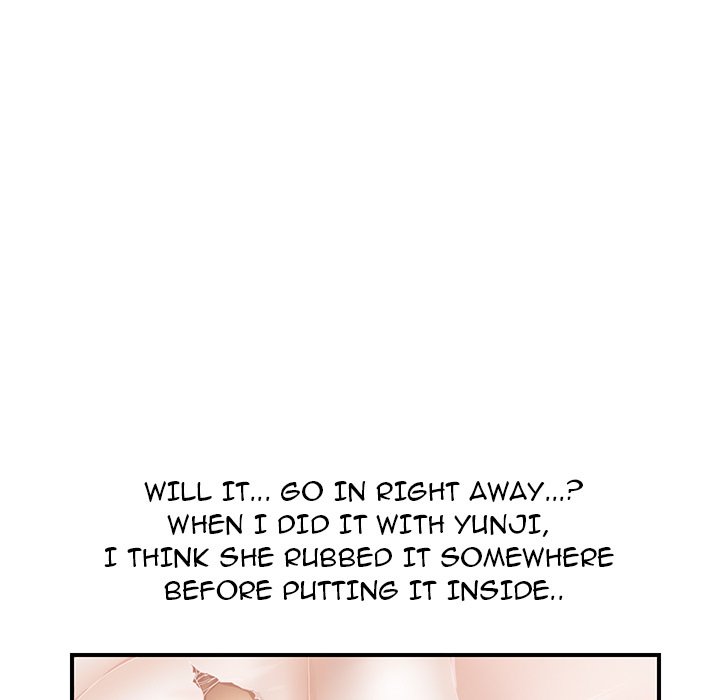 WILL IT... GO IN RIGHT AWAY...?
WHEN I DID IT WITH YUNJI,
I THINK SHE RUBBED IT SOMEWHERE
BEFORE PUTTING IT INSIDE..